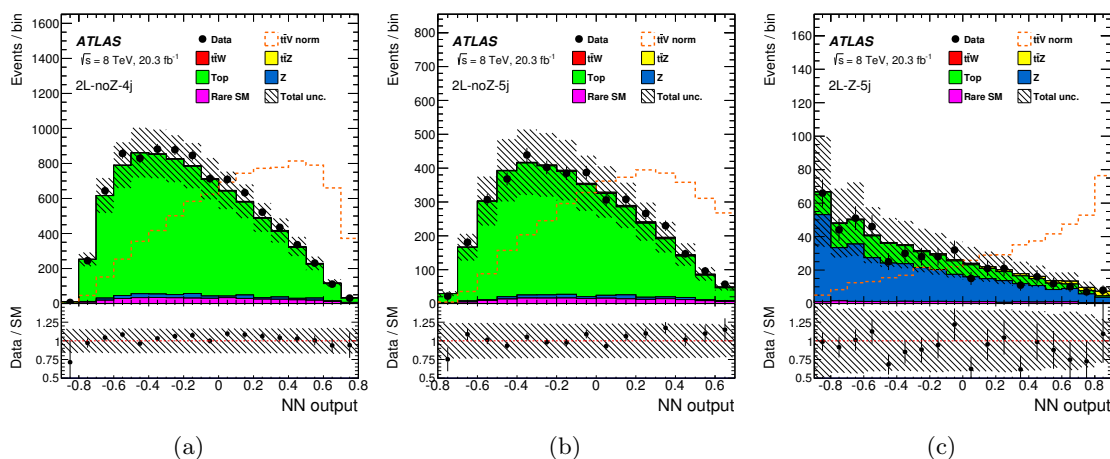 Events / bin
1600
1400
1200
1000
800
600
400
200
0
ATLAS
√s = 8 TeV, 20.3 fb⁻¹
2L-noZ-4j
Data
tt̄V norm
tt̄W
tt̄Z
Top
Z
Rare SM
Total unc.
Data / SM
1.25
1
0.75
0.5
-0.8 -0.6 -0.4 -0.2 0 0.2 0.4 0.6 0.8
NN output
(a)
Events / bin
800
700
600
500
400
300
200
100
0
ATLAS
√s = 8 TeV, 20.3 fb⁻¹
2L-noZ-5j
Data
tt̄V norm
tt̄W
tt̄Z
Top
Z
Rare SM
Total unc.
Data / SM
1.25
1
0.75
0.5
-0.8 -0.6 -0.4 -0.2 0 0.2 0.4 0.6
NN output
(b)
Events / bin
160
140
120
100
80
60
40
20
0
ATLAS
√s = 8 TeV, 20.3 fb⁻¹
2L-Z-5j
Data
tt̄V norm
tt̄W
tt̄Z
Top
Z
Rare SM
Total unc.
Data / SM
1.25
1
0.75
0.5
-0.8 -0.6 -0.4 -0.2 0 0.2 0.4 0.6 0.8
NN output
(c)